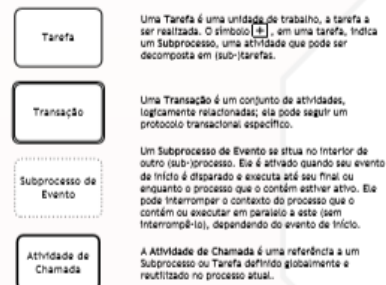 Tarefa
Uma Tarefa é uma unidade de trabalho, a tarefa a
ser realizada. O símbolo + , em uma tarefa, indica
um Subprocesso, uma atividade que pode ser
decomposta em (sub-)tarefas.
Transação
Uma Transação é um conjunto de atividades,
logicamente relacionadas; ela pode seguir um
protocolo transacional específico.
Subprocesso de
Evento
Um Subprocesso de Evento se situa no interior de
outro (sub-)processo. Ele é ativado quando seu evento
de início é disparado e executa até seu final ou
enquanto o processo que o contém estiver ativo. Ele
pode interromper o contexto do processo que o
contém ou executar em paralelo a este (sem
interrompê-lo), dependendo do evento de início.
Atividade de
Chamada
A Atividade de Chamada é uma referência a um
Subprocesso ou Tarefa definido globalmente e
reutilizado no processo atual.